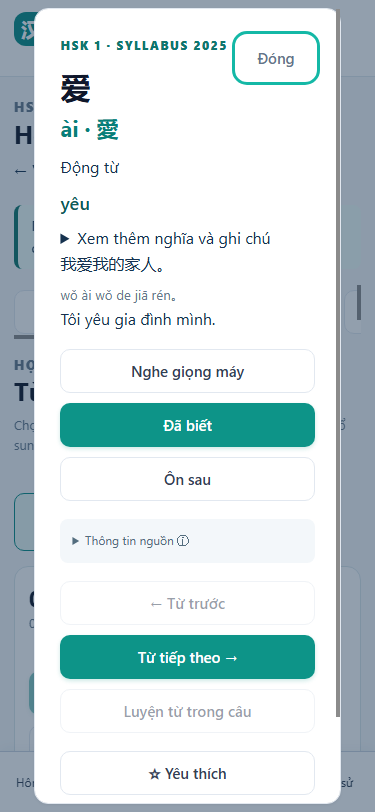 HSK 1 · SYLLABUS 2025
Đóng
爱
ài · 愛
Động từ
yêu
▶ Xem thêm nghĩa và ghi chú
我爱我的家人。
wǒ ài wǒ de jiā rén。
Tôi yêu gia đình mình.
Nghe giọng máy
Đã biết
Ôn sau
▶ Thông tin nguồn ⓘ
← Từ trước
Từ tiếp theo →
Luyện từ trong câu
☆ Yêu thích